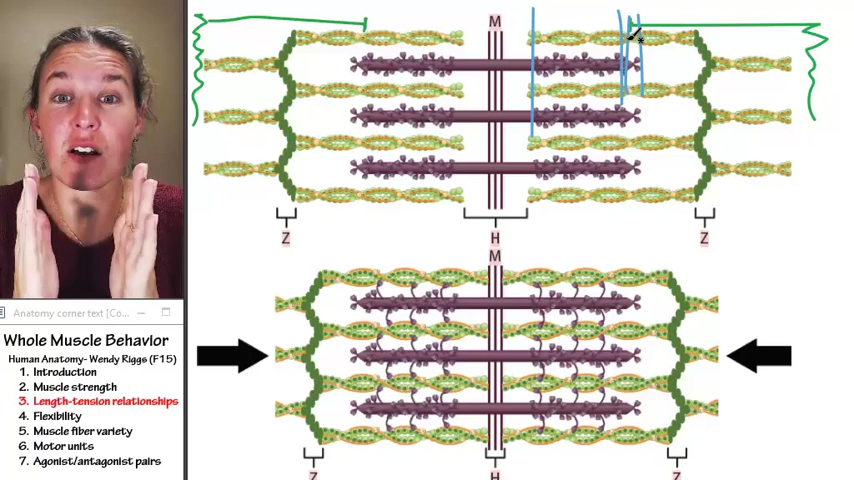 M
Z
H
Z
M
Z
H
Z
Anatomy corner text [Co...
Whole Muscle Behavior
Human Anatomy- Wendy Riggs (F15)
1. Introduction
2. Muscle strength
3. Length-tension relationships
4. Flexibility
5. Muscle fiber variety
6. Motor units
7. Agonist/antagonist pairs